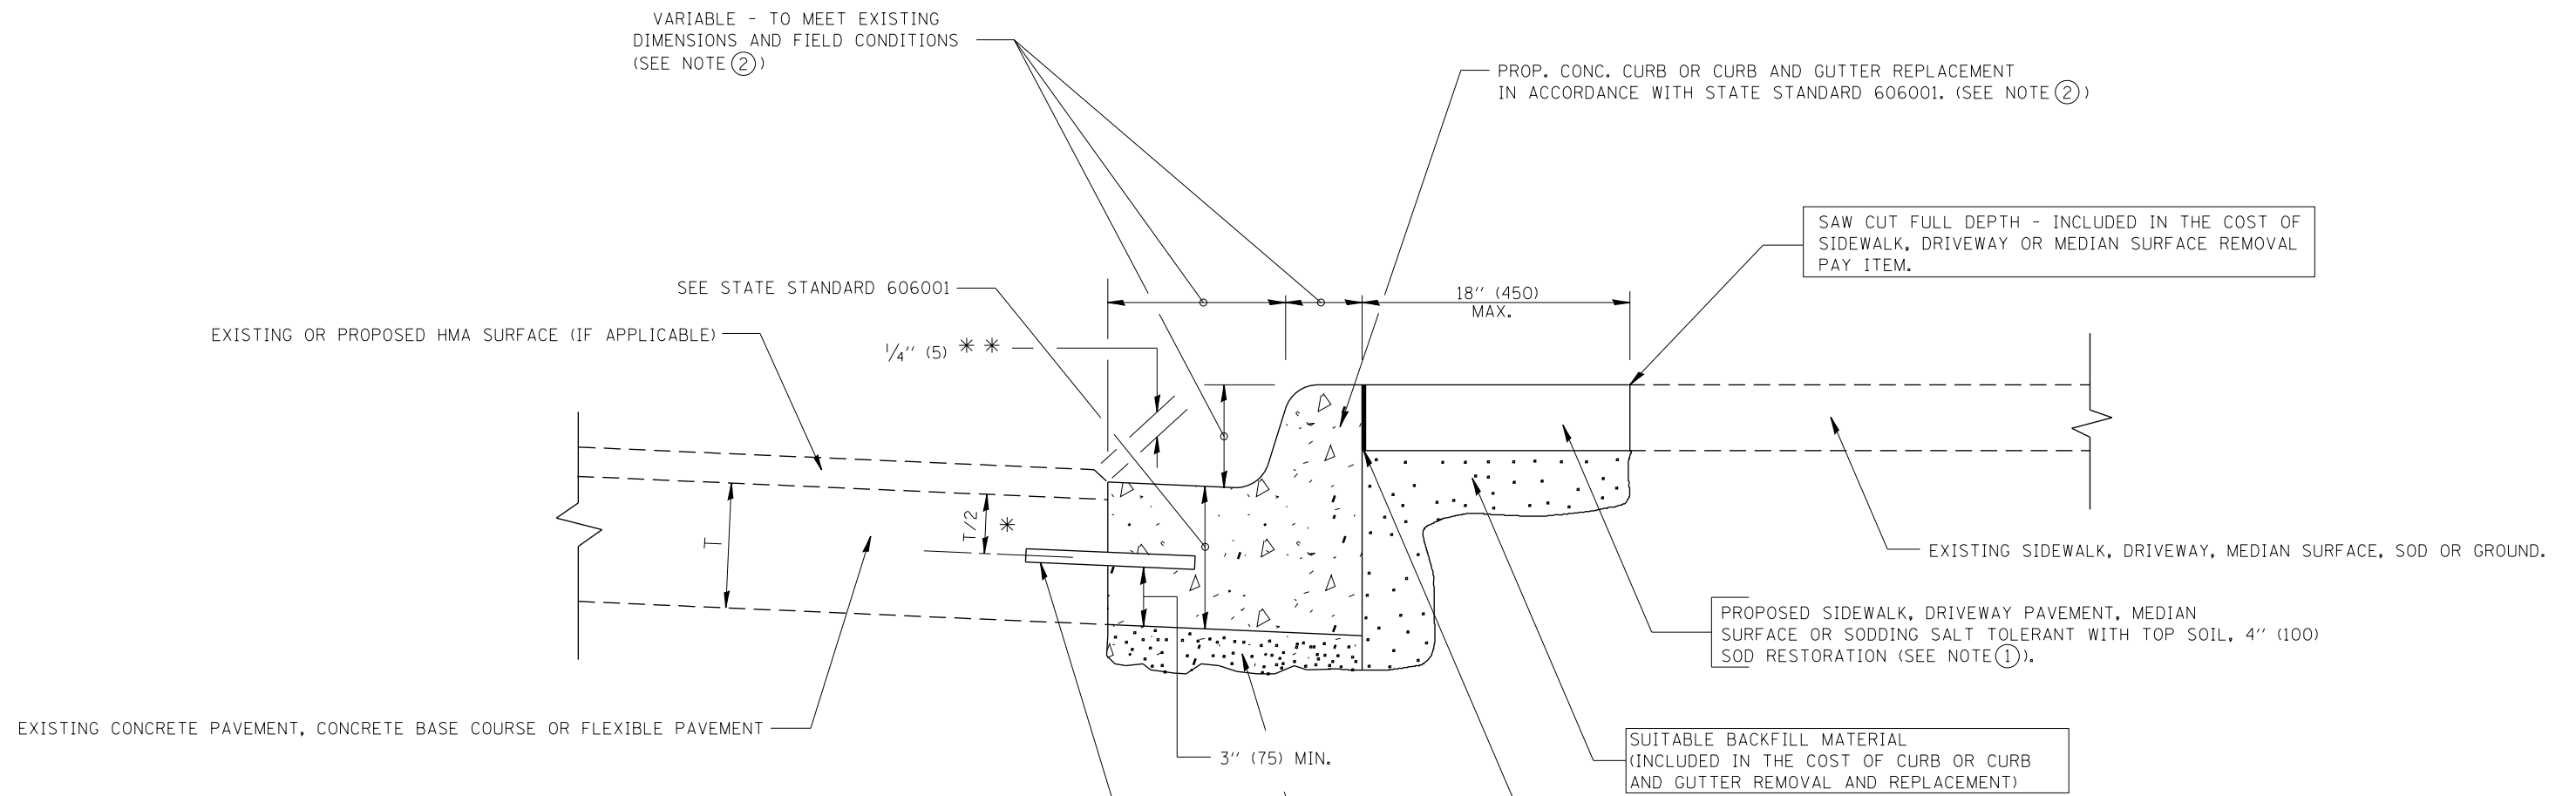 VARIABLE - TO MEET EXISTING
DIMENSIONS AND FIELD CONDITIONS
(SEE NOTE ②)
PROP. CONC. CURB OR CURB AND GUTTER REPLACEMENT
IN ACCORDANCE WITH STATE STANDARD 606001. (SEE NOTE ②)
SAW CUT FULL DEPTH - INCLUDED IN THE COST OF
SIDEWALK, DRIVEWAY OR MEDIAN SURFACE REMOVAL
PAY ITEM.
SEE STATE STANDARD 606001
18" (450)
MAX.
EXISTING OR PROPOSED HMA SURFACE (IF APPLICABLE)
1/4" (5) * *
T
T/2 *
EXISTING SIDEWALK, DRIVEWAY, MEDIAN SURFACE, SOD OR GROUND.
PROPOSED SIDEWALK, DRIVEWAY PAVEMENT, MEDIAN
SURFACE OR SODDING SALT TOLERANT WITH TOP SOIL, 4" (100)
SOD RESTORATION (SEE NOTE ①).
EXISTING CONCRETE PAVEMENT, CONCRETE BASE COURSE OR FLEXIBLE PAVEMENT
3" (75) MIN.
SUITABLE BACKFILL MATERIAL
(INCLUDED IN THE COST OF CURB OR CURB
AND GUTTER REMOVAL AND REPLACEMENT)